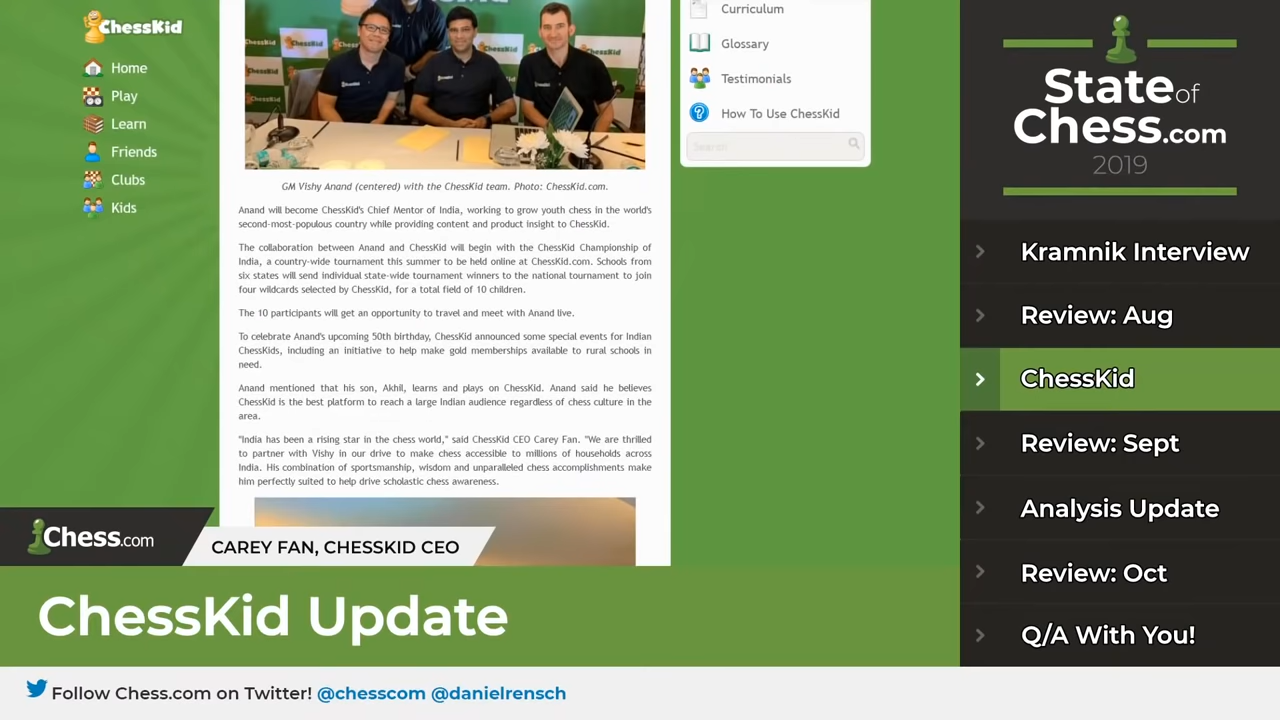 ChessKid
Home
Play
Learn
Friends
Clubs
Kids
GM Vishy Anand (centered) with the ChessKid team. Photo: ChessKid.com.
Anand will become ChessKid's Chief Mentor of India, working to grow youth chess in the world's
second-most-populous country while providing content and product insight to ChessKid.
The collaboration between Anand and ChessKid will begin with the ChessKid Championship of
India, a country-wide tournament this summer to be held online at ChessKid.com. Schools from
six states will send individual state-wide tournament winners to the national tournament to join
four wildcards selected by ChessKid, for a total field of 10 children.
The 10 participants will get an opportunity to travel and meet with Anand live.
To celebrate Anand's upcoming 50th birthday, ChessKid announced some special events for Indian
ChessKids, including an initiative to help make gold memberships available to rural schools in
need.
Anand mentioned that his son, Akhil, learns and plays on ChessKid. Anand said he believes
ChessKid is the best platform to reach a large Indian audience regardless of chess culture in the
area.
"India has been a rising star in the chess world," said ChessKid CEO Carey Fan. "We are thrilled
to partner with Vishy in our drive to make chess accessible to millions of households across
India. His combination of sportsmanship, wisdom and unparalleled chess accomplishments make
him perfectly suited to help drive scholastic chess awareness.
Curriculum
Glossary
Testimonials
How To Use ChessKid
Search
Chess.com
CAREY FAN, CHESSKID CEO
ChessKid Update
Follow Chess.com on Twitter! @chesscom @danielrensch
State of
Chess.com
2019
Kramnik Interview
Review: Aug
ChessKid
Review: Sept
Analysis Update
Review: Oct
Q/A With You!